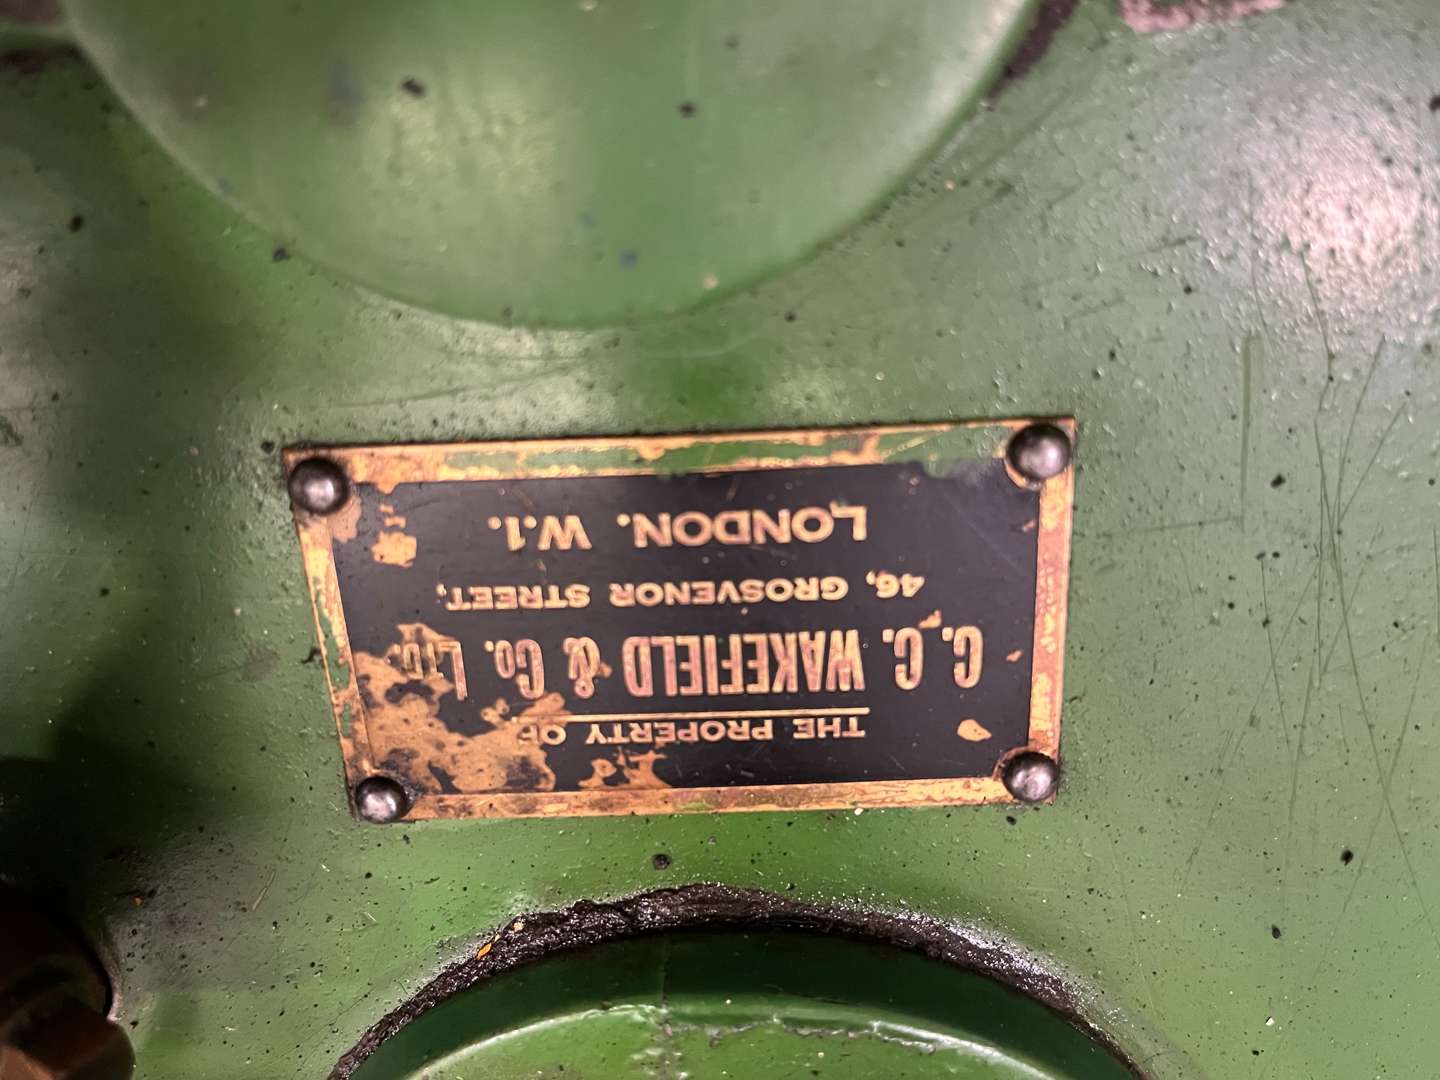 THE PROPERTY OF
C. C. WAKEFIELD & Co. LTD.
46, GROSVENOR STREET,
LONDON. W.1.